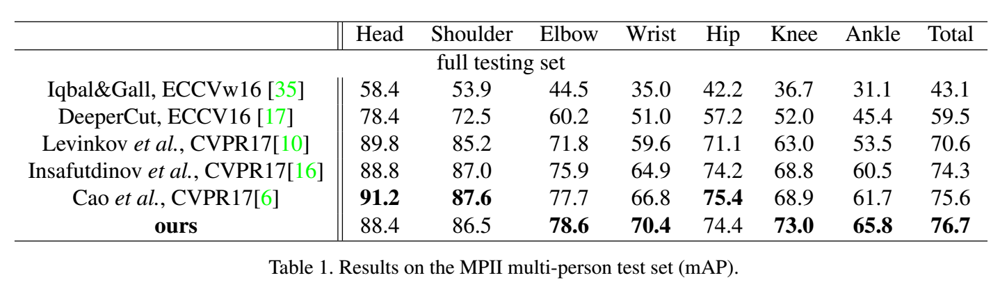 Head Shoulder Elbow Wrist Hip Knee Ankle Total
full testing set
Iqbal&Gall, ECCVw16 [35] 58.4 53.9 44.5 35.0 42.2 36.7 31.1 43.1
DeeperCut, ECCV16 [17] 78.4 72.5 60.2 51.0 57.2 52.0 45.4 59.5
Levinkov et al., CVPR17[10] 89.8 85.2 71.8 59.6 71.1 63.0 53.5 70.6
Insafutdinov et al., CVPR17[16] 88.8 87.0 75.9 64.9 74.2 68.8 60.5 74.3
Cao et al., CVPR17[6] 91.2 87.6 77.7 66.8 75.4 68.9 61.7 75.6
ours 88.4 86.5 78.6 70.4 74.4 73.0 65.8 76.7
Table 1. Results on the MPII multi-person test set (mAP).